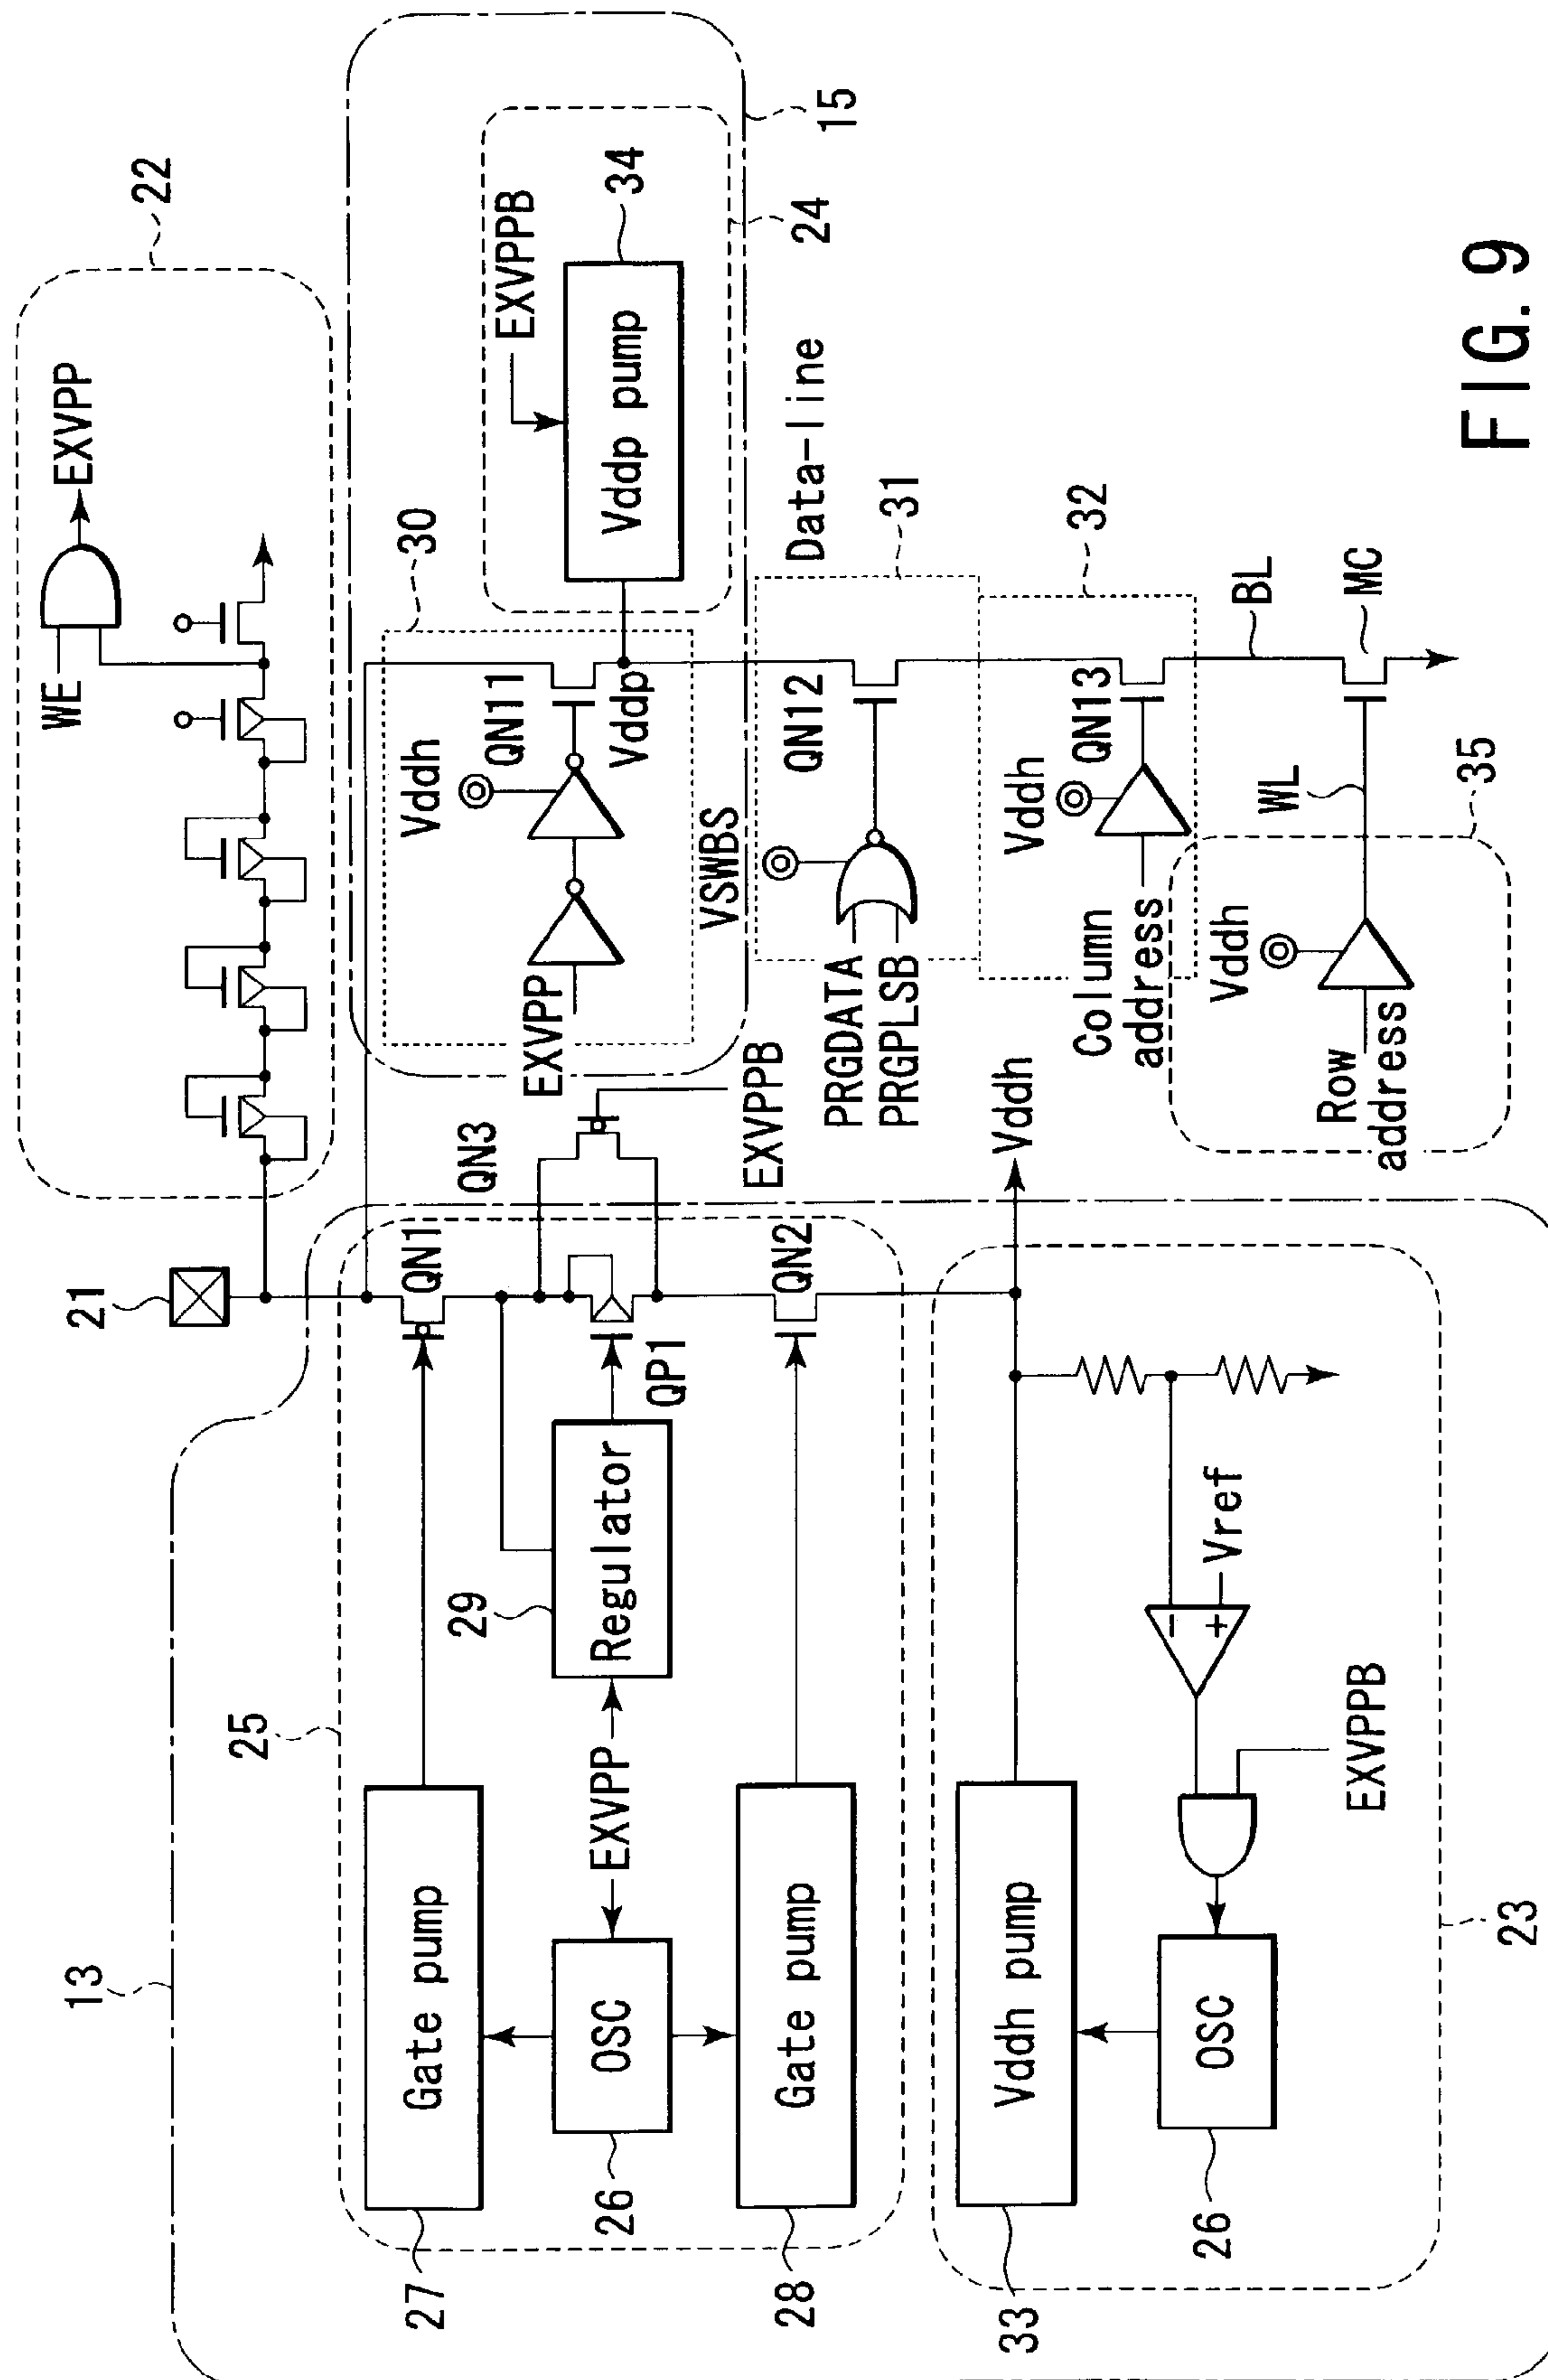 13
21
22
WE
EXVPP
25
27
Gate pump
QN1
QN3
26
OSC
EXVPP
29
Regulator
QP1
EXVPPB
28
Gate pump
QN2
33
Vddh pump
Vddh
26
OSC
Vref
- +
EXVPPB
23
30
Vddh
QN11
EXVPP
Vddp
EXVPPB
34
Vddp pump
24
15
VSWBS
Data-line
QN12
31
PRGDATA
PRGPLSB
Vddh
QN13
32
Column
address
BL
Vddh
WL
MC
Row
address
35
FIG. 9